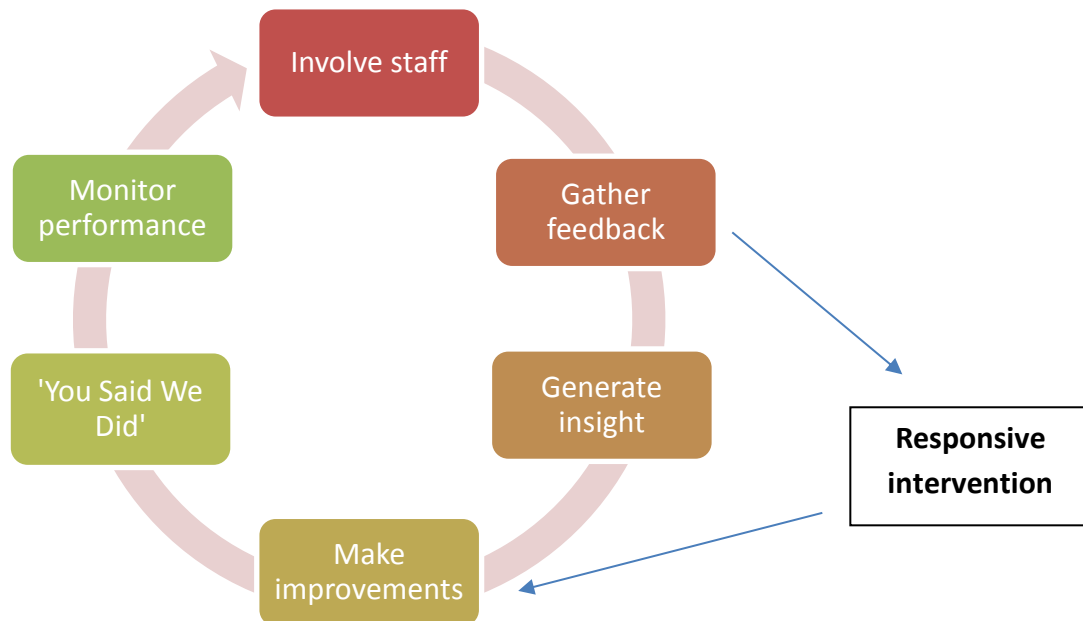 Involve staff
Gather
feedback
Generate
insight
Make
improvements
'You Said We
Did'
Monitor
performance
Responsive
intervention